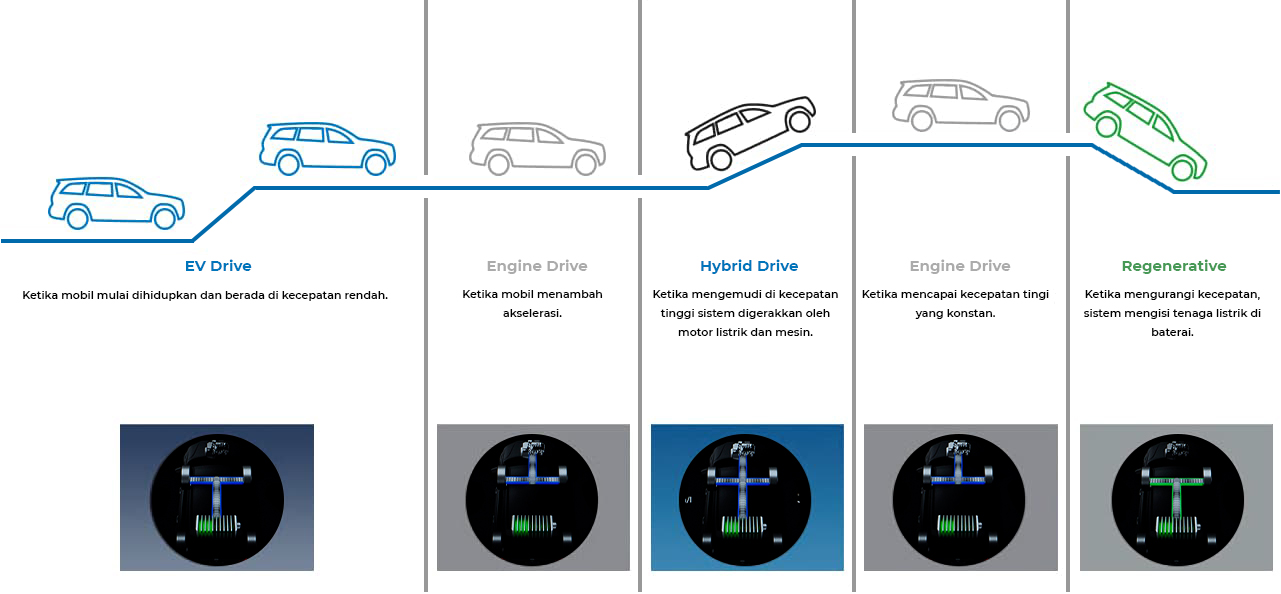 EV Drive
Ketika mobil mulai dihidupkan dan berada di kecepatan rendah.
Engine Drive
Ketika mobil menambah
akselerasi.
Hybrid Drive
Ketika mengemudi di kecepatan
tinggi sistem digerakkan oleh
motor listrik dan mesin.
Engine Drive
Ketika mencapai kecepatan tingi
yang konstan.
Regenerative
Ketika mengurangi kecepatan,
sistem mengisi tenaga listrik di
baterai.